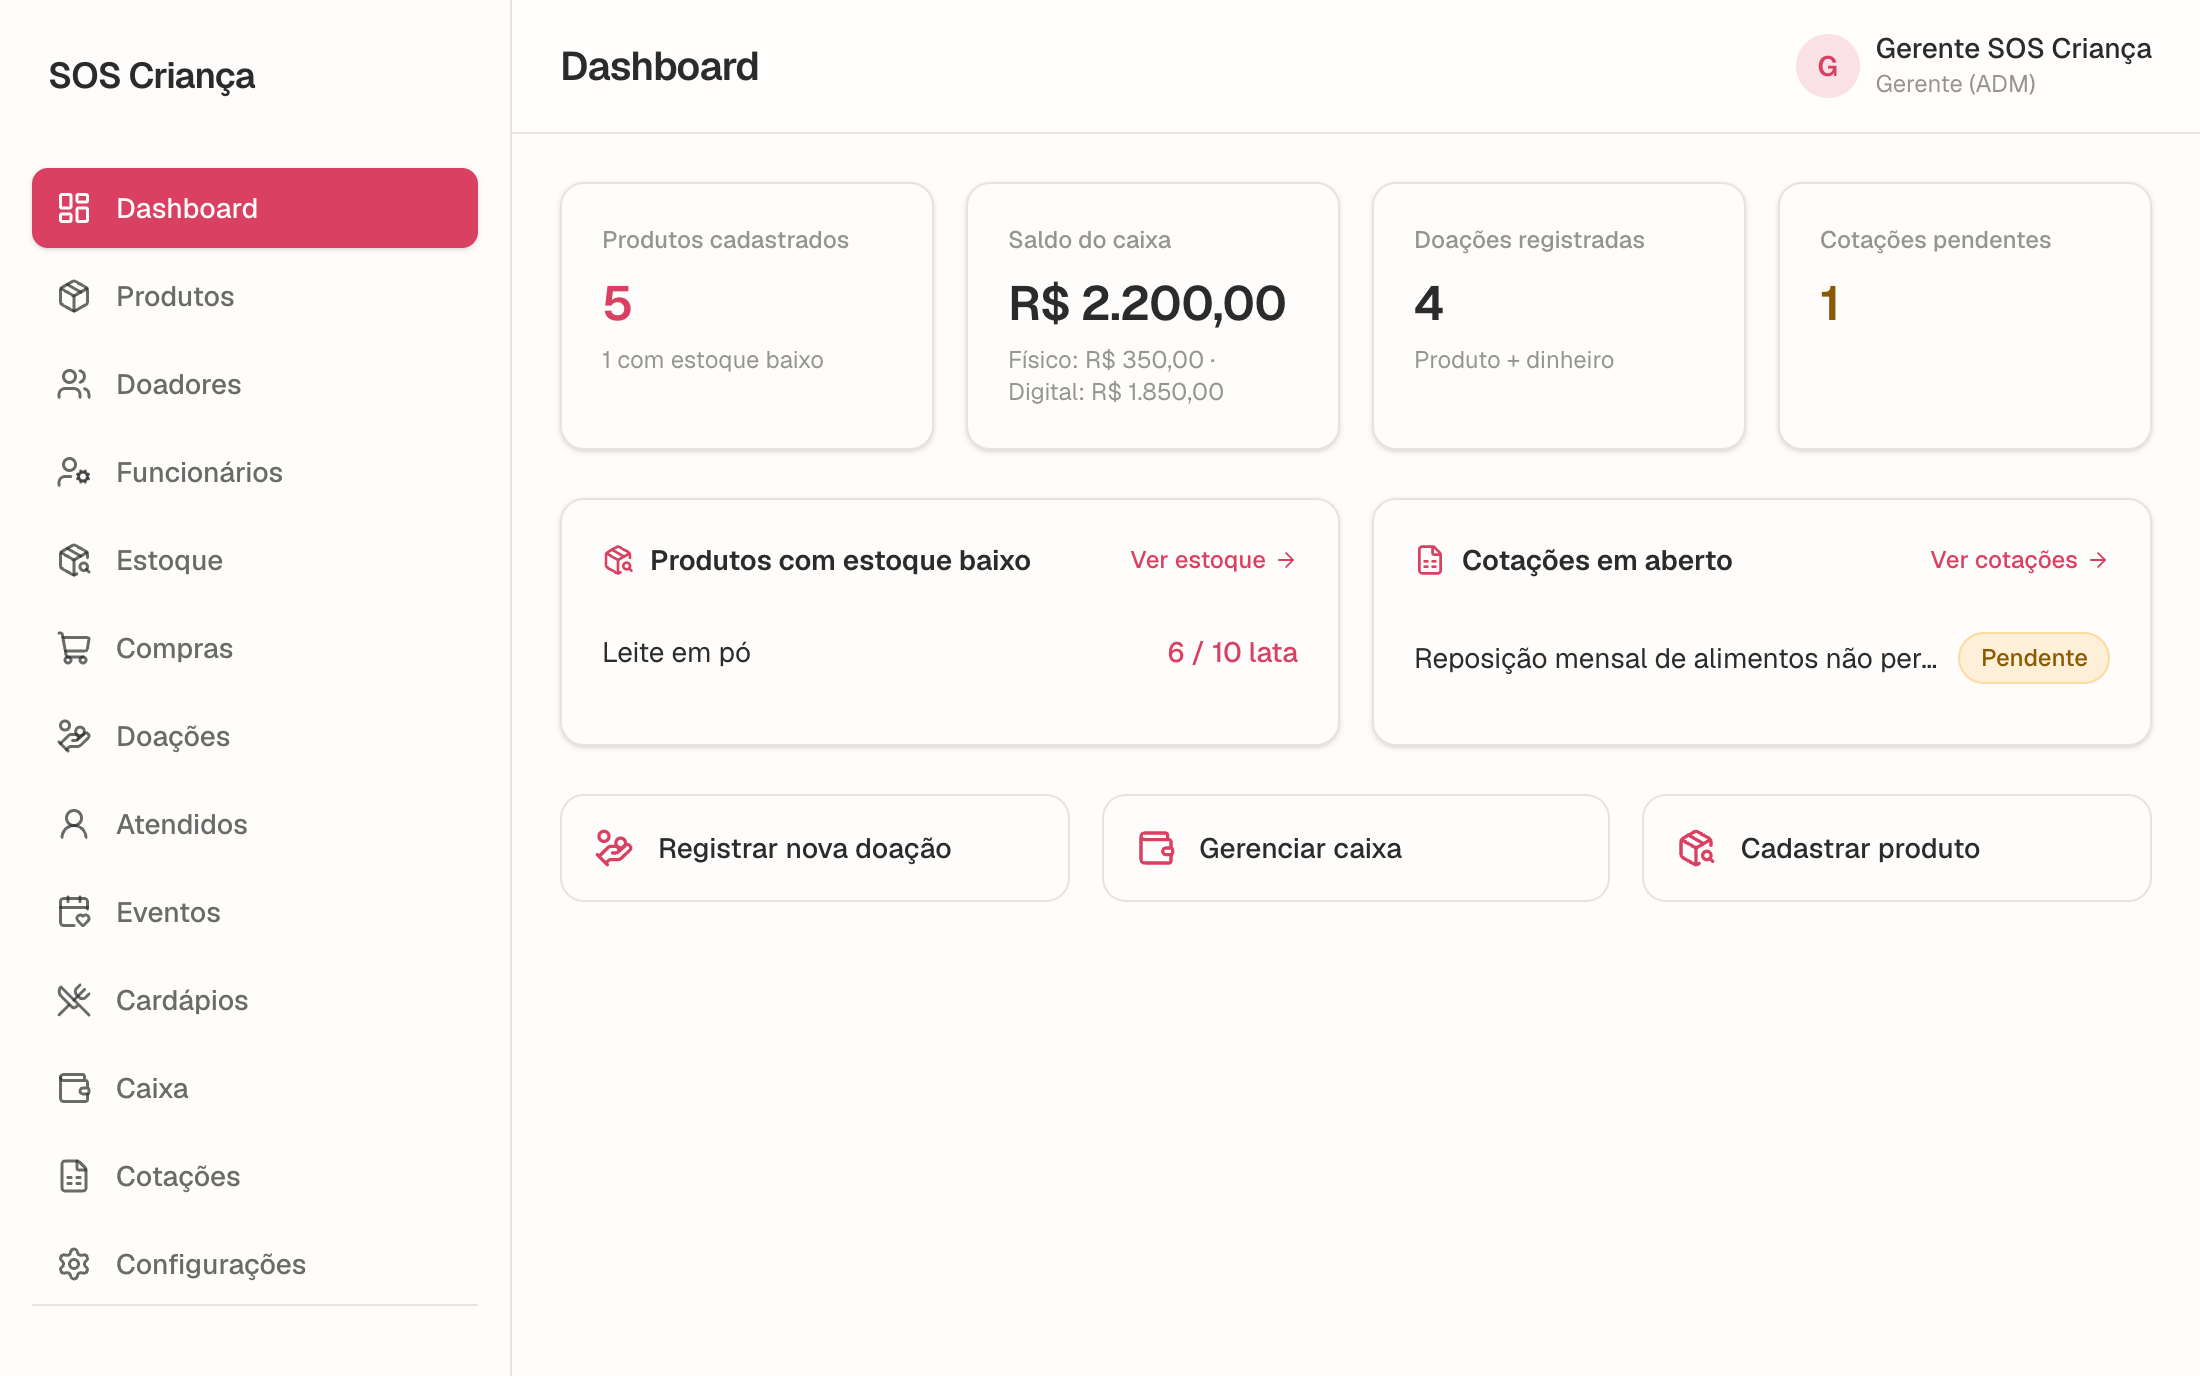 SOS Criança
Dashboard
Produtos
Doadores
Funcionários
Estoque
Compras
Doações
Atendidos
Eventos
Cardápios
Caixa
Cotações
Configurações
Dashboard
G
Gerente SOS Criança
Gerente (ADM)
Produtos cadastrados
5
1 com estoque baixo
Saldo do caixa
R$ 2.200,00
Físico: R$ 350,00 ·
Digital: R$ 1.850,00
Doações registradas
4
Produto + dinheiro
Cotações pendentes
1
Produtos com estoque baixo
Ver estoque →
Leite em pó
6 / 10 lata
Cotações em aberto
Ver cotações →
Reposição mensal de alimentos não per...
Pendente
Registrar nova doação
Gerenciar caixa
Cadastrar produto